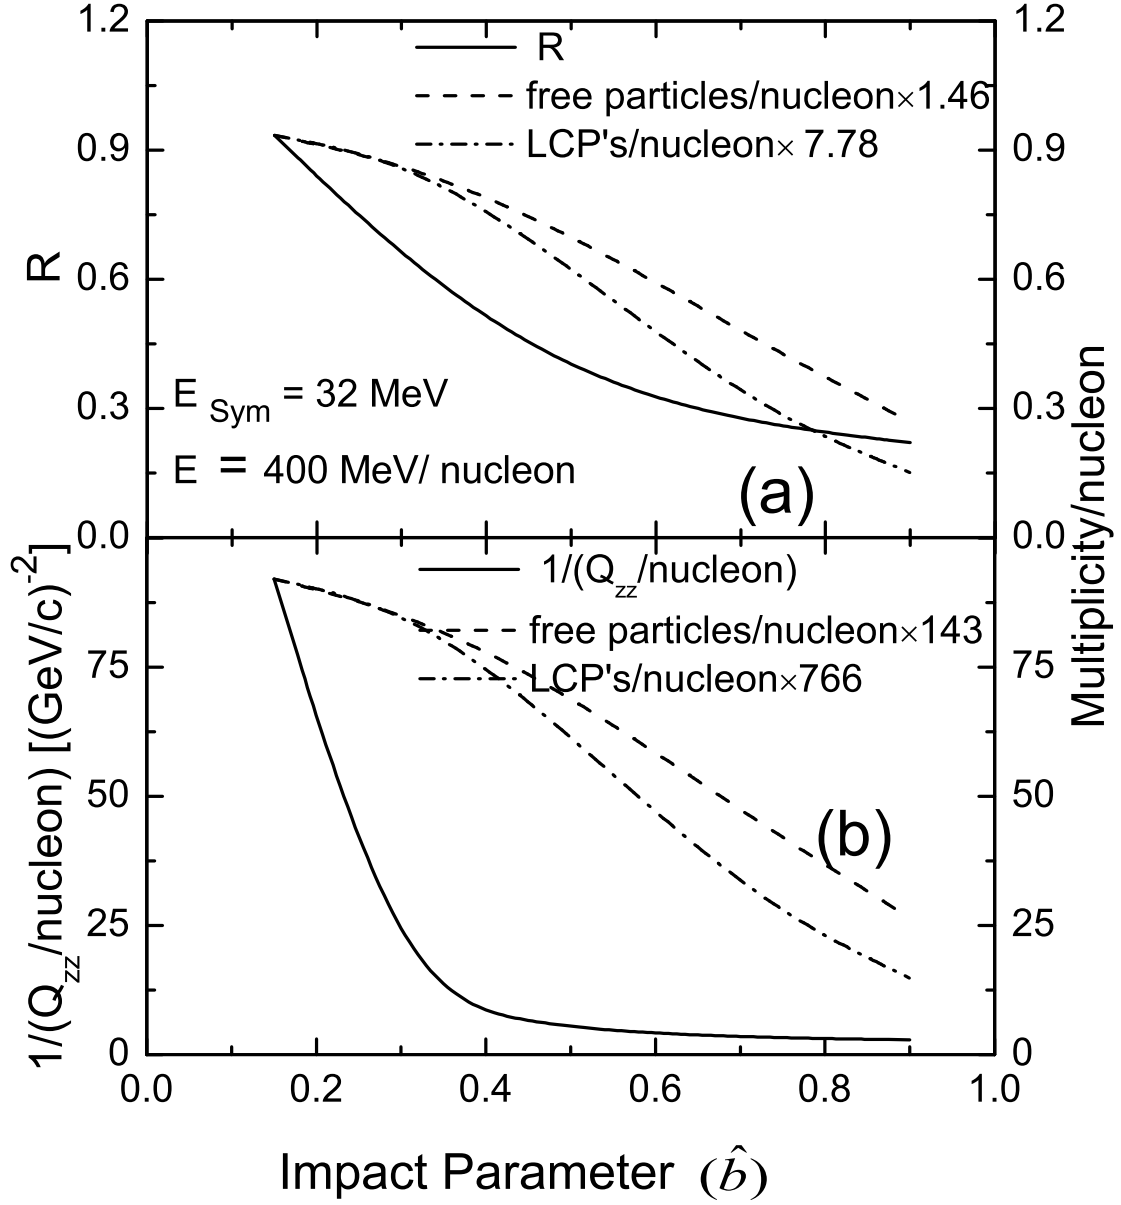 1.2 1.2
R
free particles/nucleon×1.46
0.9 LCP's/nucleon× 7.78 0.9
R
0.6 0.6
E Sym = 32 MeV
0.3 0.3
E = 400 MeV/ nucleon
(a)
0.0 0.0
Multiplicity/nucleon
1/(Qzz/nucleon) [(GeV/c)-2]
1/(Qzz/nucleon)
free particles/nucleon×143
75 75
LCP's/nucleon×766
50 50
(b)
25 25
0 0
0.0 0.2 0.4 0.6 0.8 1.0
Impact Parameter (b̂)